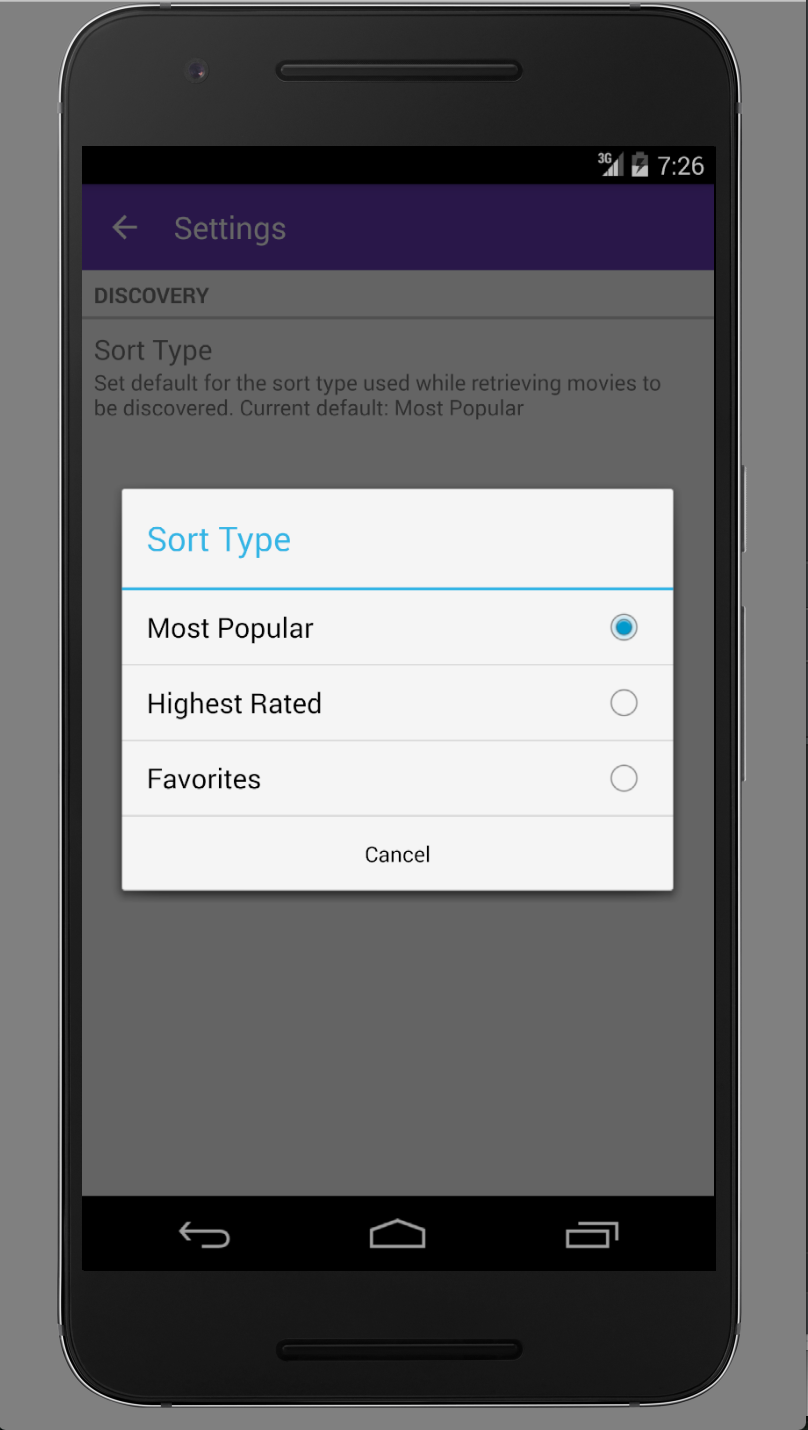 3G 7:26
Settings
DISCOVERY
Sort Type
Set default for the sort type used while retrieving movies to
be discovered. Current default: Most Popular
Sort Type
Most Popular
Highest Rated
Favorites
Cancel